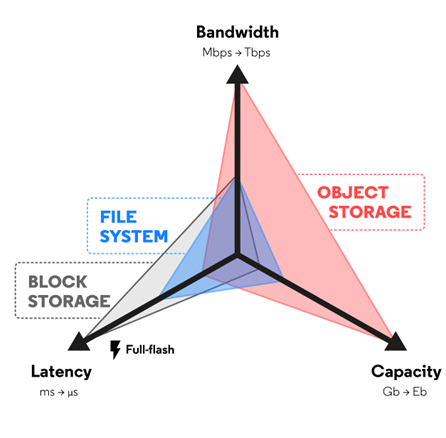 Bandwidth
Mbps → Tbps
OBJECT
STORAGE
FILE
SYSTEM
BLOCK
STORAGE
Full-flash
Latency
ms → µs
Capacity
Gb → Eb